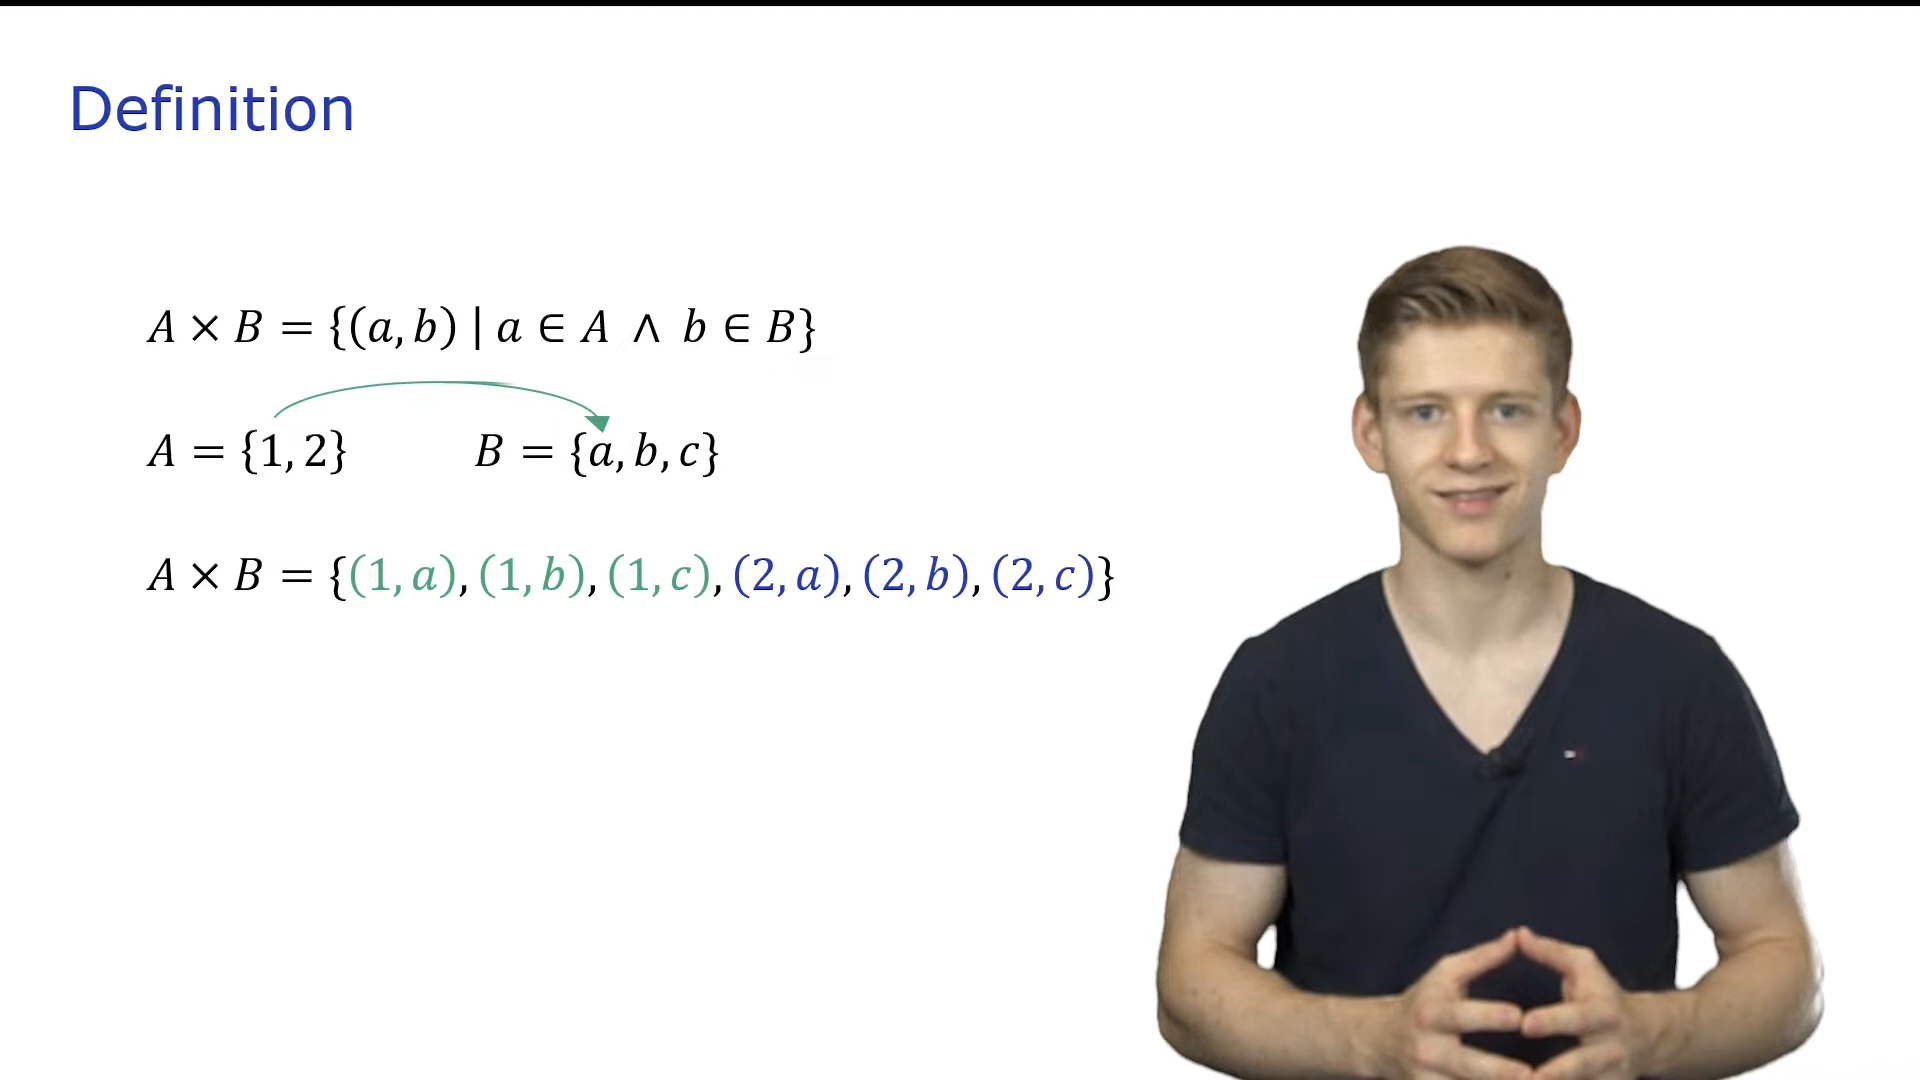 Definition
A × B = {(a, b) | a ∈ A ∧ b ∈ B}
A = {1, 2} B = {a, b, c}
A × B = {(1, a), (1, b), (1, c), (2, a), (2, b), (2, c)}